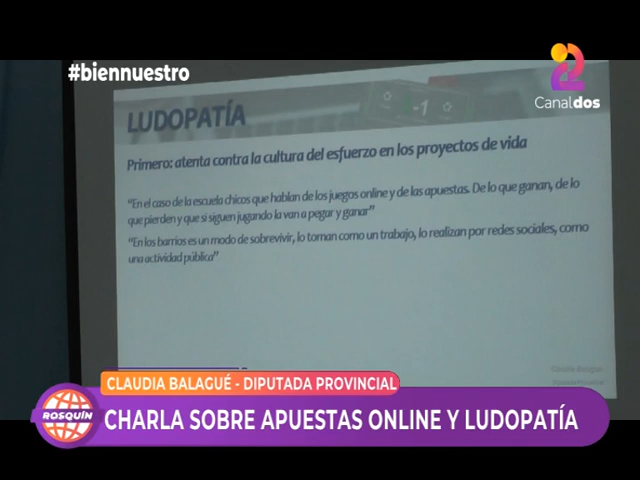 #biennuestro
2
Canaldos
-1
LUDOPATÍA
Primero: atenta contra la cultura del esfuerzo en los proyectos de vida
"En el caso de la escuela chicos que hablan de los juegos online y de las apuestas. De lo que ganan, de lo
que pierden y que si siguen jugando la van a pegar y ganar"
"En los barrios es un modo de sobrevivir, lo toman como un trabajo, lo realizan por redes sociales, como
una actividad pública"
Claudia Balagué
CLAUDIA BALAGUÉ - DIPUTADA PROVINCIAL
ROSQUÍN
CHARLA SOBRE APUESTAS ONLINE Y LUDOPATÍA